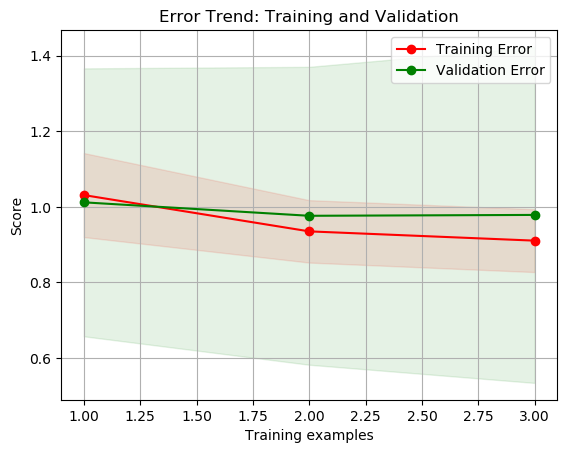 Error Trend: Training and Validation
Training Error
Validation Error
Score
1.4
1.2
1.0
0.8
0.6
1.00 1.25 1.50 1.75 2.00 2.25 2.50 2.75 3.00
Training examples